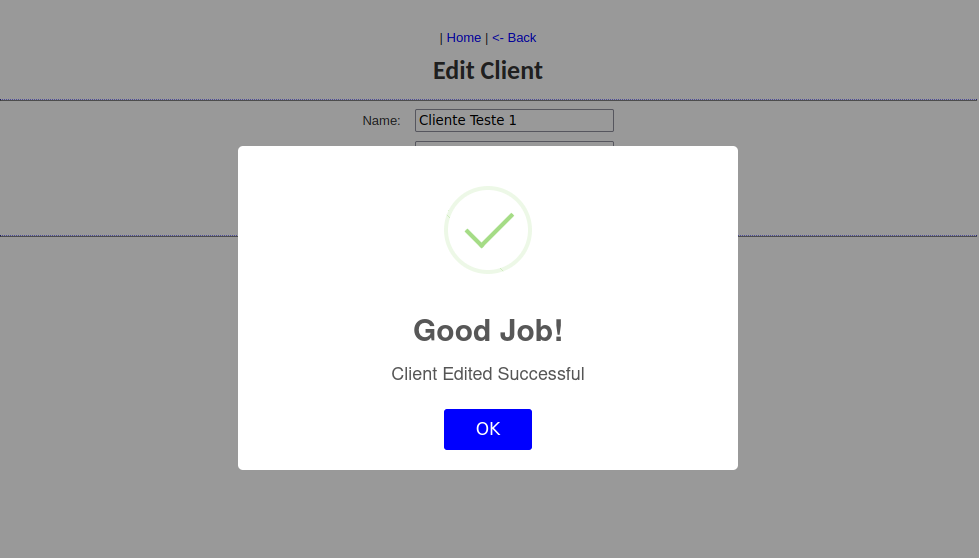 | Home | <- Back
Edit Client
Name: Cliente Teste 1
Good Job!
Client Edited Successful
OK